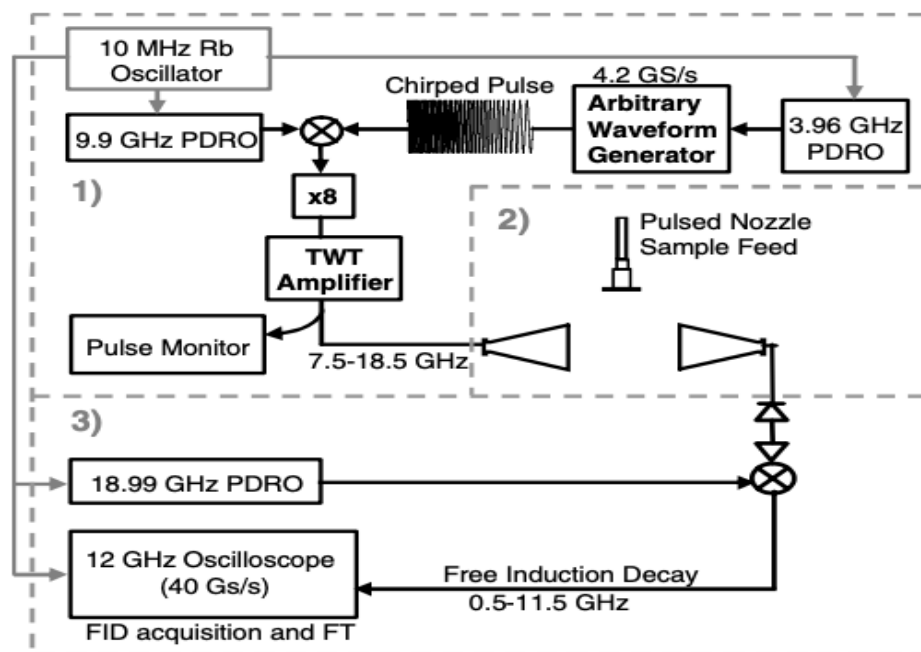 10 MHz Rb
Oscillator
9.9 GHz PDRO
Chirped Pulse
4.2 GS/s
Arbitrary
Waveform
Generator
3.96 GHz
PDRO
1)
x8
TWT
Amplifier
Pulse Monitor
7.5-18.5 GHz
2)
Pulsed Nozzle
Sample Feed
3)
18.99 GHz PDRO
12 GHz Oscilloscope
(40 Gs/s)
Free Induction Decay
0.5-11.5 GHz
FID acquisition and FT